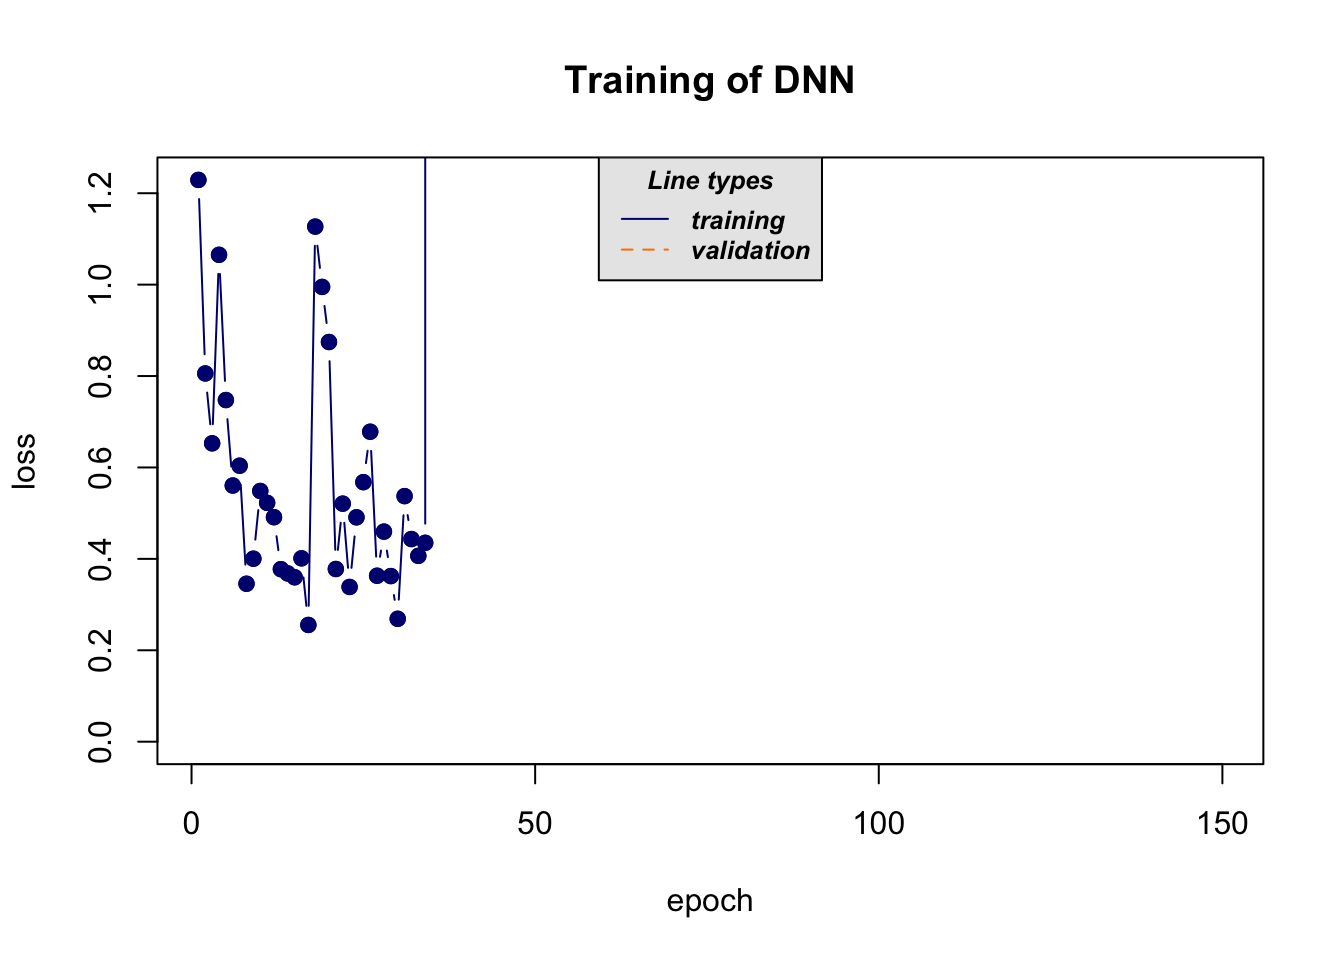 Training of DNN
Line types
training
validation
loss
1.2
1.0
0.8
0.6
0.4
0.2
0.0
0 50 100 150
epoch